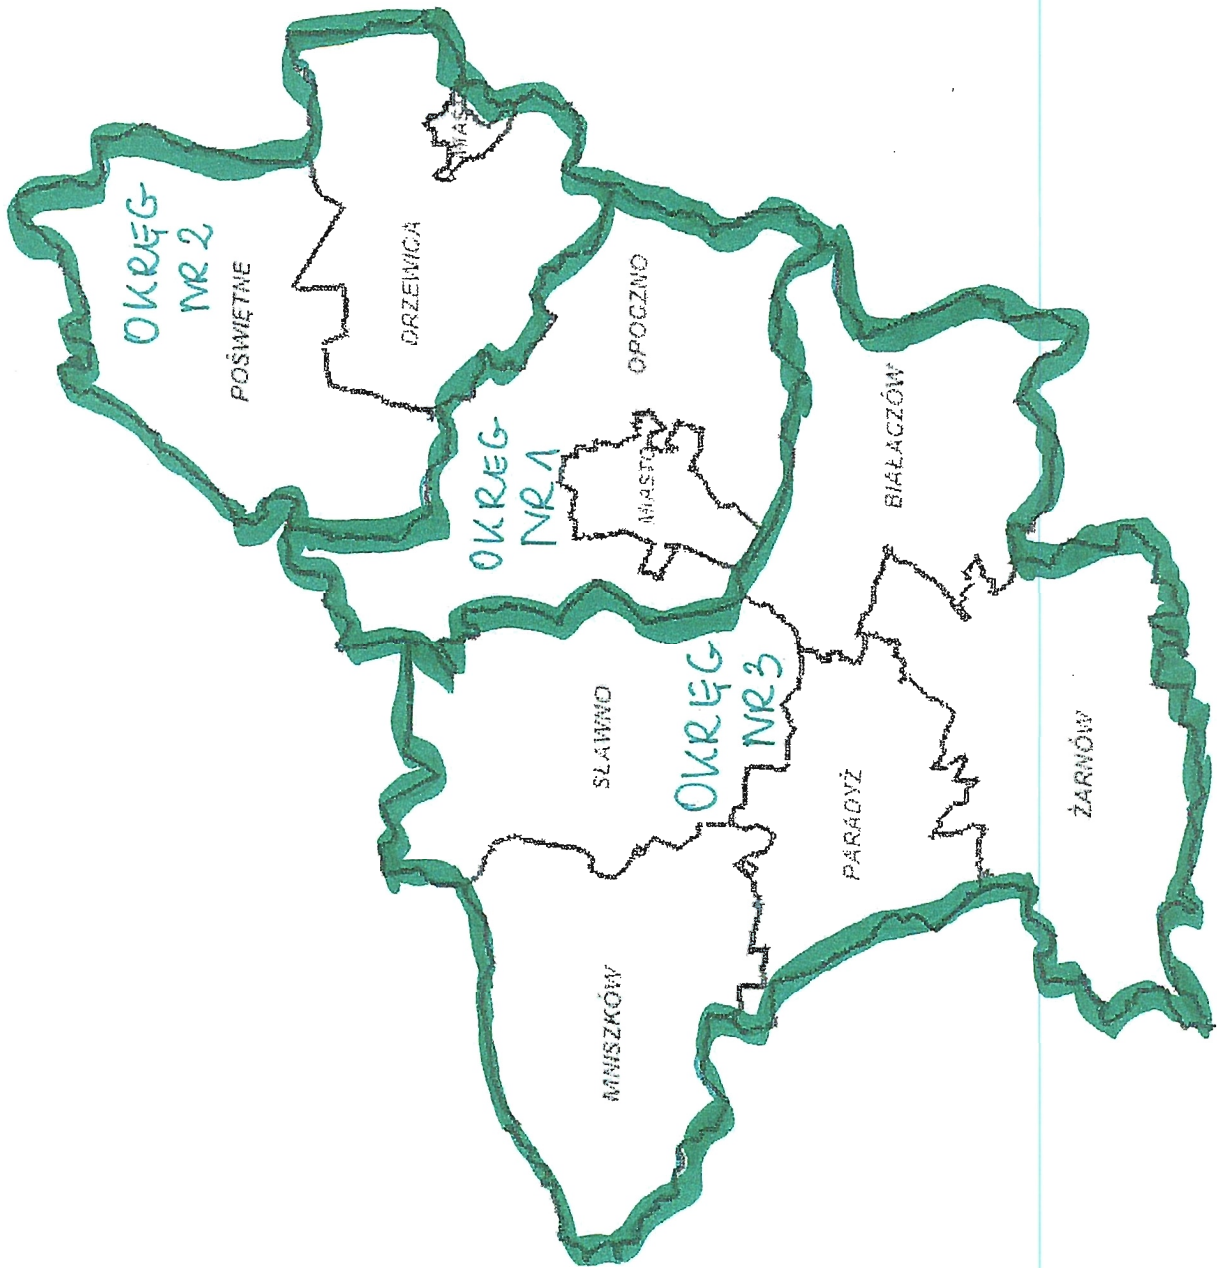 OKRĘG
NR 2
POŚWIĘTNE
DRZEWICA
OPOCZNO
OKRĘG
NR 1
MIASTO
BIAŁACZÓW
SŁAWNO
OKRĘG
NR 3
PARADYŻ
ŻARNÓW
MNISZKÓW